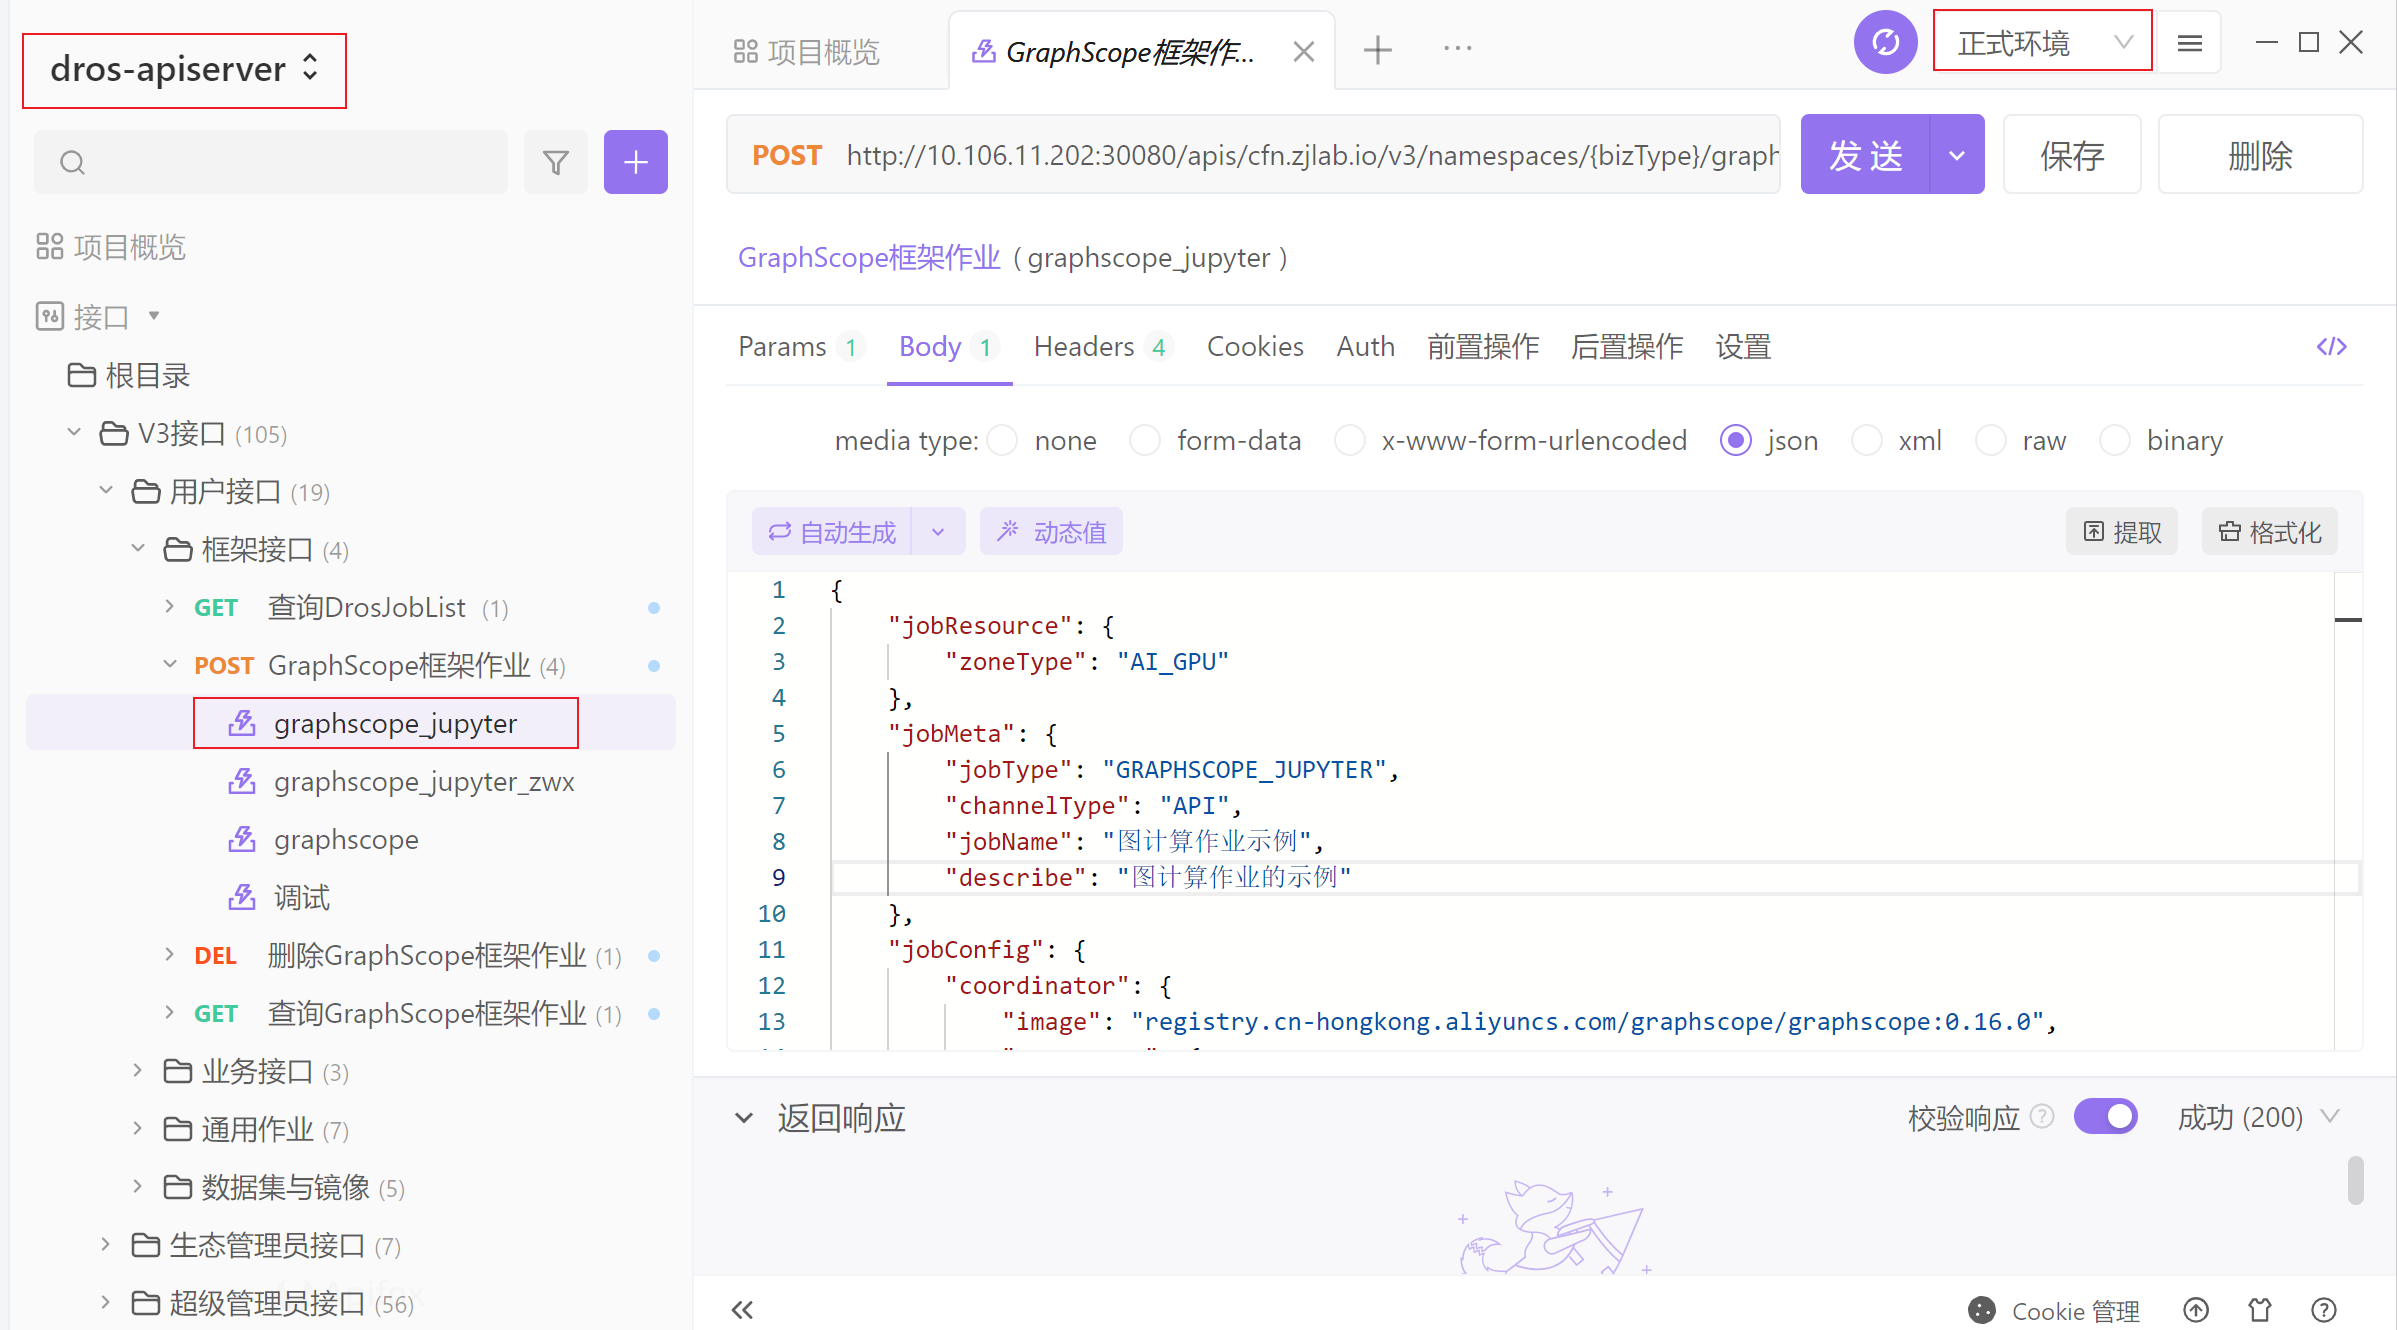 dros-apiserver
项目概览
接口
根目录
V3接口 (105)
用户接口 (19)
框架接口 (4)
GET 查询DrosJobList (1)
POST GraphScope框架作业 (4)
graphscope_jupyter
graphscope_jupyter_zwx
graphscope
调试
DEL 删除GraphScope框架作业 (1)
GET 查询GraphScope框架作业 (1)
业务接口 (3)
通用作业 (7)
数据集与镜像 (5)
生态管理员接口 (7)
超级管理员接口 (56)
项目概览
GraphScope框架作...
正式环境
POST http://10.106.11.202:30080/apis/cfn.zjlab.io/v3/namespaces/{bizType}/graph
发 送
保存
删除
GraphScope框架作业 ( graphscope_jupyter )
Params 1 Body 1 Headers 4 Cookies Auth 前置操作 后置操作 设置
media type: none form-data x-www-form-urlencoded json xml raw binary
自动生成 动态值 提取 格式化
1 {
2 "jobResource": {
3 "zoneType": "AI_GPU"
4 },
5 "jobMeta": {
6 "jobType": "GRAPHSCOPE_JUPYTER",
7 "channelType": "API",
8 "jobName": "图计算作业示例",
9 "describe": "图计算作业的示例"
10 },
11 "jobConfig": {
12 "coordinator": {
13 "image": "registry.cn-hongkong.aliyuncs.com/graphscope/graphscope:0.16.0",
返回响应
校验响应 成功 (200)
Cookie 管理